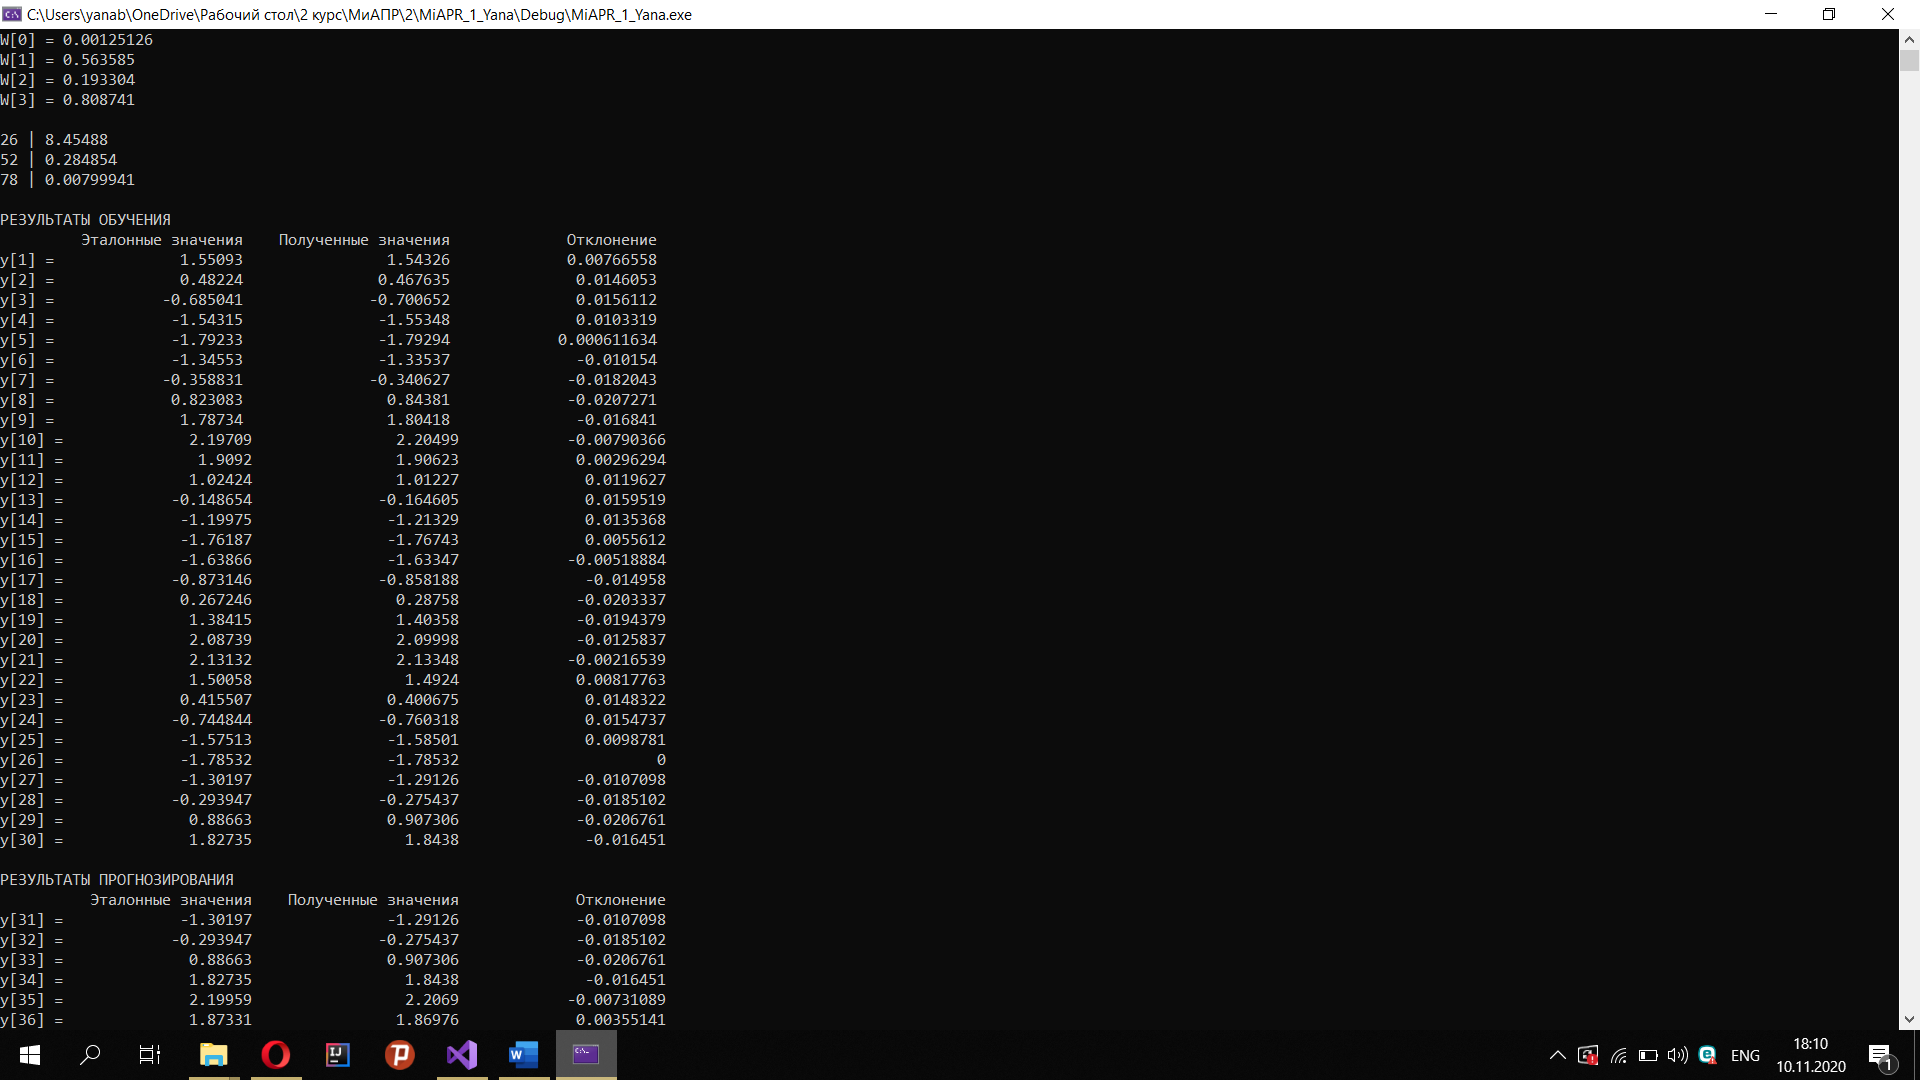 C:\Users\yanab\OneDrive\Рабочий стол\2 курс\МиАПР\2\MiAPR_1_Yana\Debug\MiAPR_1_Yana.exe
W[0] = 0.00125126
W[1] = 0.563585
W[2] = 0.193304
W[3] = 0.808741
26 | 8.45488
52 | 0.284854
78 | 0.00799941
РЕЗУЛЬТАТЫ ОБУЧЕНИЯ
Эталонные значения Полученные значения Отклонение
y[1] = 1.55093 1.54326 0.00766558
y[2] = 0.48224 0.467635 0.0146053
y[3] = -0.685041 -0.700652 0.0156112
y[4] = -1.54315 -1.55348 0.0103319
y[5] = -1.79233 -1.79294 0.000611634
y[6] = -1.34553 -1.33537 -0.010154
y[7] = -0.358831 -0.340627 -0.0182043
y[8] = 0.823083 0.84381 -0.0207271
y[9] = 1.78734 1.80418 -0.016841
y[10] = 2.19709 2.20499 -0.00790366
y[11] = 1.9092 1.90623 0.00296294
y[12] = 1.02424 1.01227 0.0119627
y[13] = -0.148654 -0.164605 0.0159519
y[14] = -1.19975 -1.21329 0.0135368
y[15] = -1.76187 -1.76743 0.0055612
y[16] = -1.63866 -1.63347 -0.00518884
y[17] = -0.873146 -0.858188 -0.014958
y[18] = 0.267246 0.28758 -0.0203337
y[19] = 1.38415 1.40358 -0.0194379
y[20] = 2.08739 2.09998 -0.0125837
y[21] = 2.13132 2.13348 -0.00216539
y[22] = 1.50058 1.4924 0.00817763
y[23] = 0.415507 0.400675 0.0148322
y[24] = -0.744844 -0.760318 0.0154737
y[25] = -1.57513 -1.58501 0.0098781
y[26] = -1.78532 -1.78532 0
y[27] = -1.30197 -1.29126 -0.0107098
y[28] = -0.293947 -0.275437 -0.0185102
y[29] = 0.88663 0.907306 -0.0206761
y[30] = 1.82735 1.8438 -0.016451
РЕЗУЛЬТАТЫ ПРОГНОЗИРОВАНИЯ
Эталонные значения Полученные значения Отклонение
y[31] = -1.30197 -1.29126 -0.0107098
y[32] = -0.293947 -0.275437 -0.0185102
y[33] = 0.88663 0.907306 -0.0206761
y[34] = 1.82735 1.8438 -0.016451
y[35] = 2.19959 2.2069 -0.00731089
y[36] = 1.87331 1.86976 0.00355141
ENG
18:10
10.11.2020
1